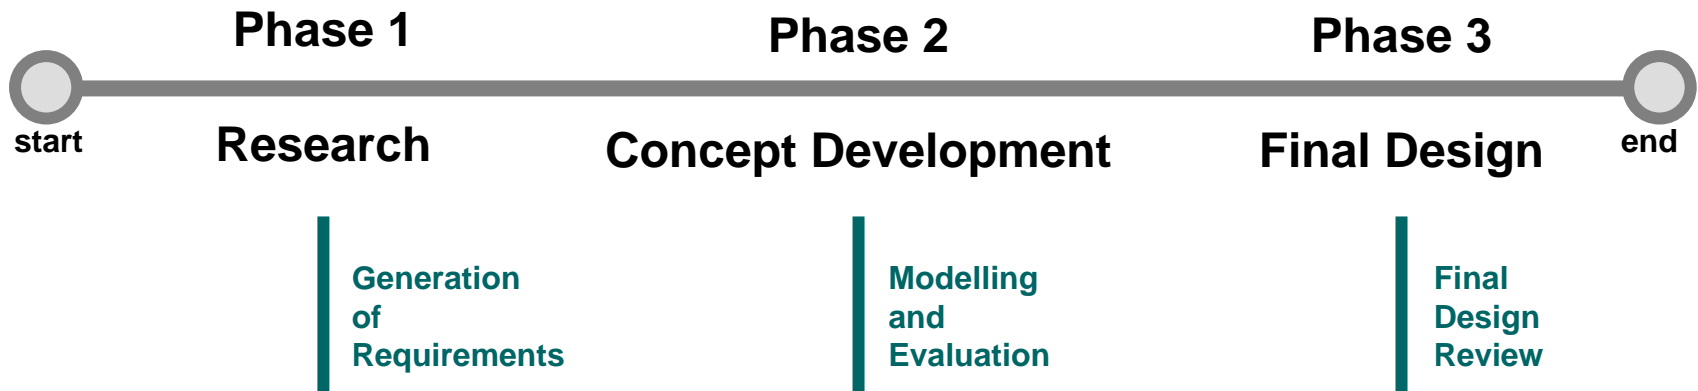 Phase 1
Phase 2
Phase 3
start
Research
Concept Development
Final Design
end
Generation
of
Requirements
Modelling
and
Evaluation
Final
Design
Review